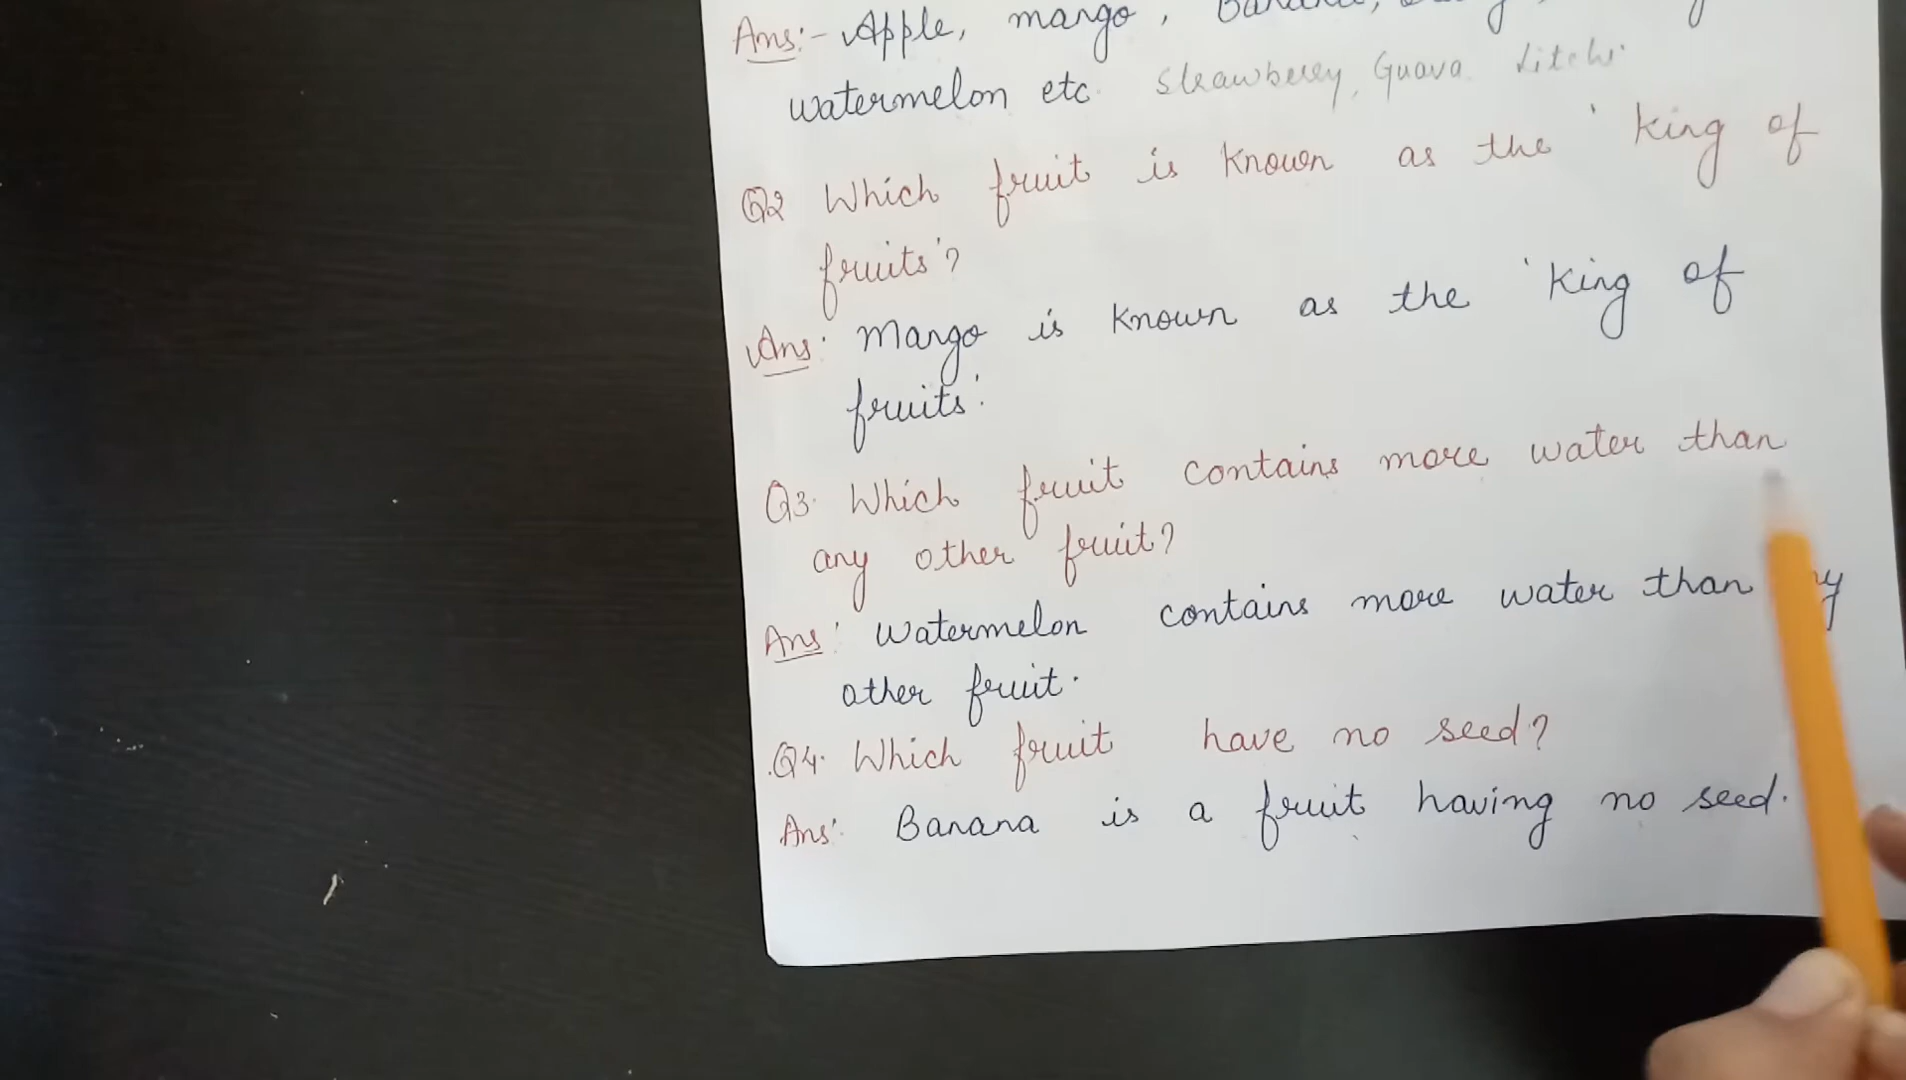 Ans:- Apple, mango, Banana,
watermelon etc. Strawberry, Guava Litchi
Q2 Which fruit is known as the 'king of
fruits'?
Ans: Mango is known as the 'king of
fruits'.
Q3. Which fruit contains more water than
any other fruit?
Ans: Watermelon contains more water than
other fruit.
Q4. Which fruit have no seed?
Ans: Banana is a fruit having no seed.